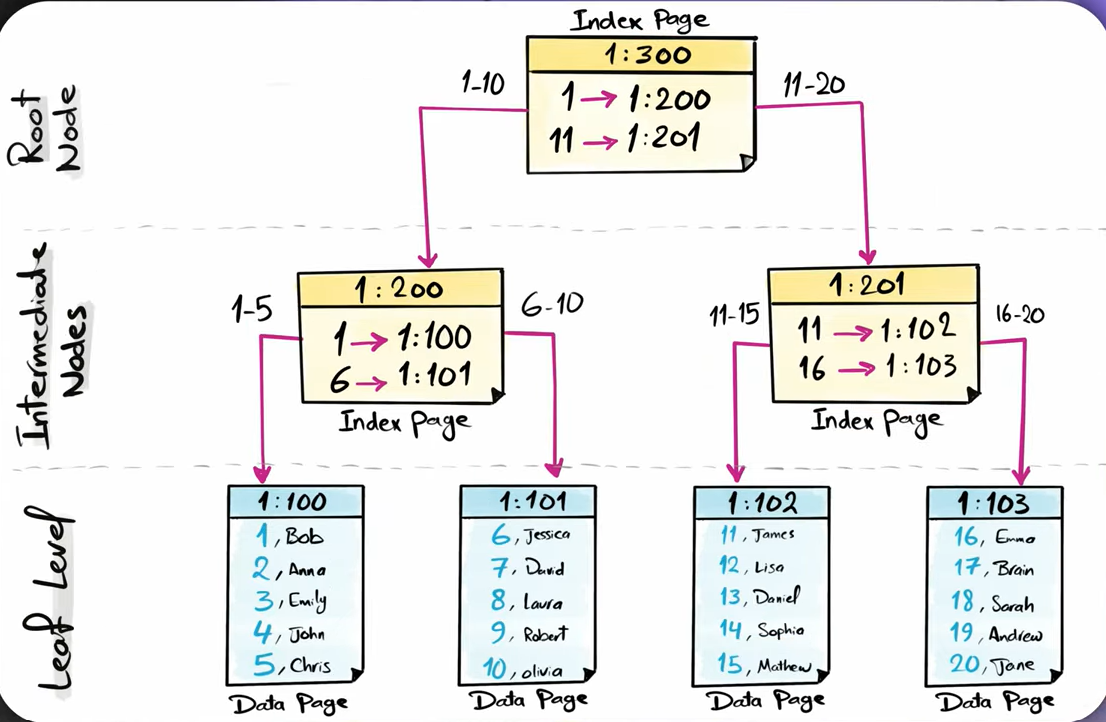 Index Page
Root Node
1:300
1-10
11-20
1 → 1:200
11 → 1:201
Intermediate Nodes
1:200
1-5
6-10
1 → 1:100
6 → 1:101
Index Page
1:201
11-15
16-20
11 → 1:102
16 → 1:103
Index Page
Leaf Level
1:100
1, Bob
2, Anna
3, Emily
4, John
5, Chris
Data Page
1:101
6, Jessica
7, David
8, Laura
9, Robert
10, olivia
Data Page
1:102
11, James
12, Lisa
13, Daniel
14, Sophia
15, Mathew
Data Page
1:103
16, Emma
17, Brain
18, Sarah
19, Andrew
20, Jane
Data Page